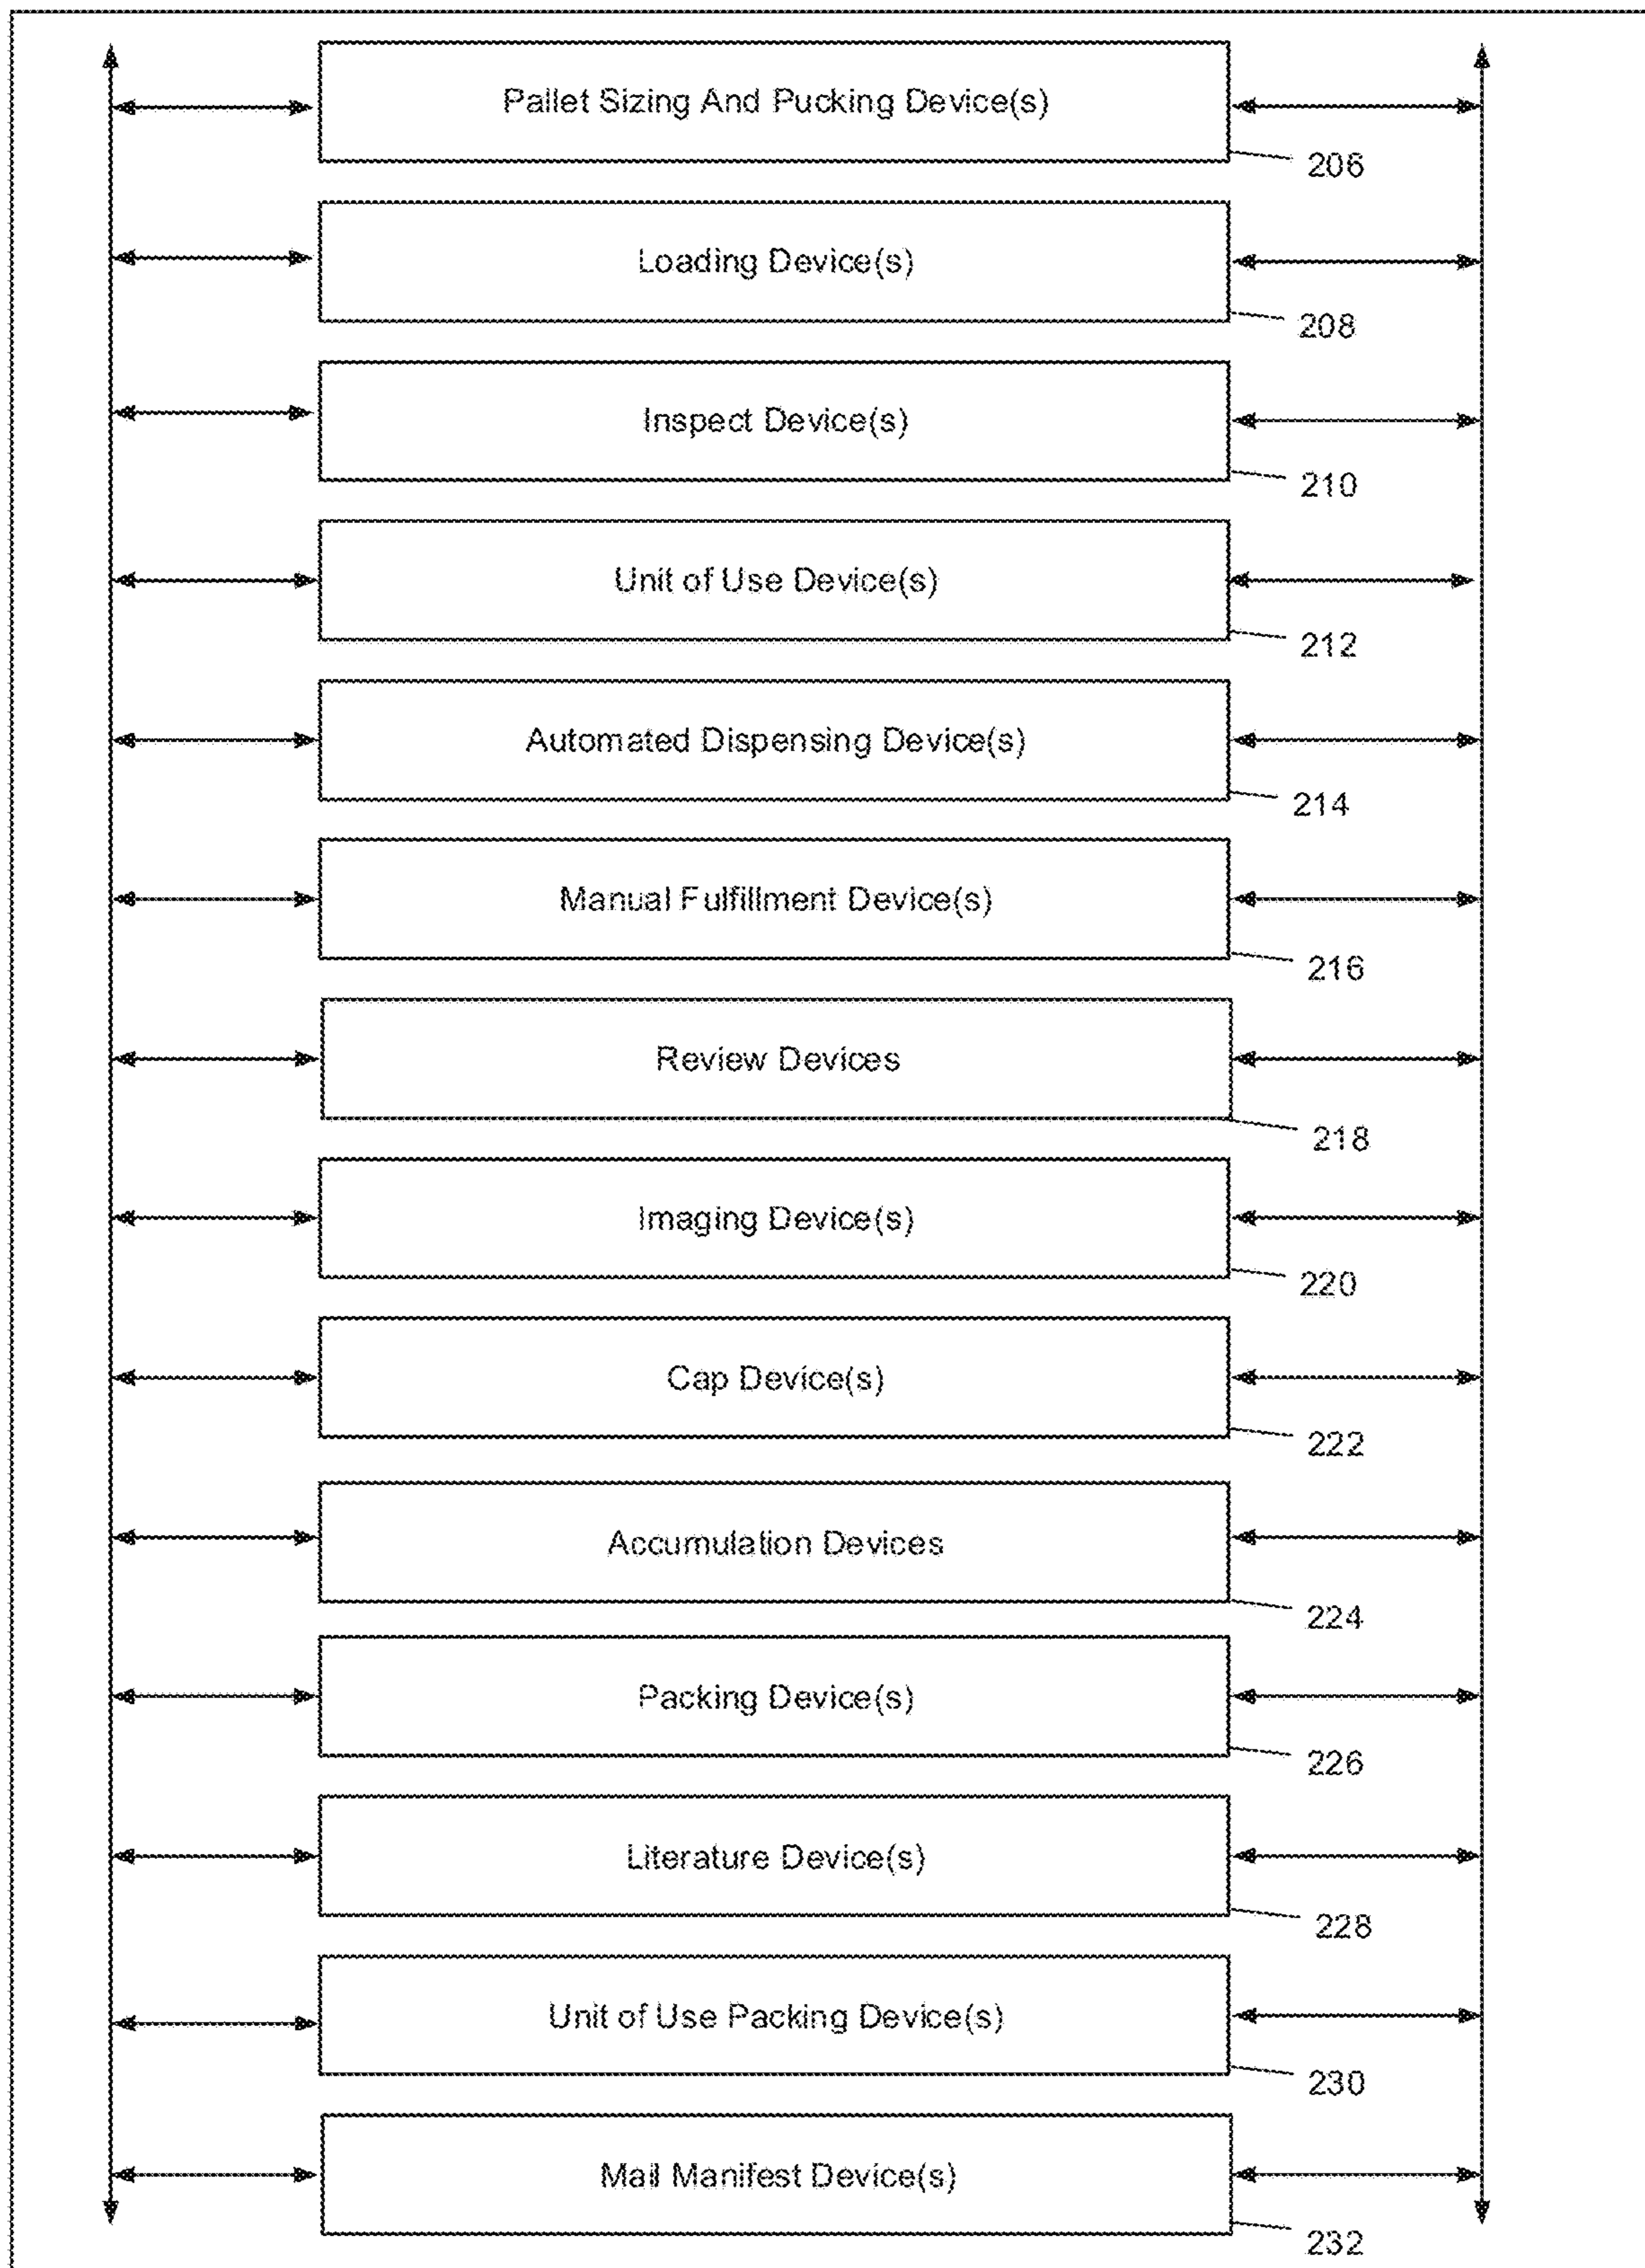 Pallet Sizing And Pucking Device(s)
206
Loading Device(s)
208
Inspect Device(s)
210
Unit of Use Device(s)
212
Automated Dispensing Device(s)
214
Manual Fulfillment Device(s)
216
Review Devices
218
Imaging Device(s)
220
Cap Device(s)
222
Accumulation Devices
224
Packing Device(s)
226
Literature Device(s)
228
Unit of Use Packing Device(s)
230
Mail Manifest Device(s)
232